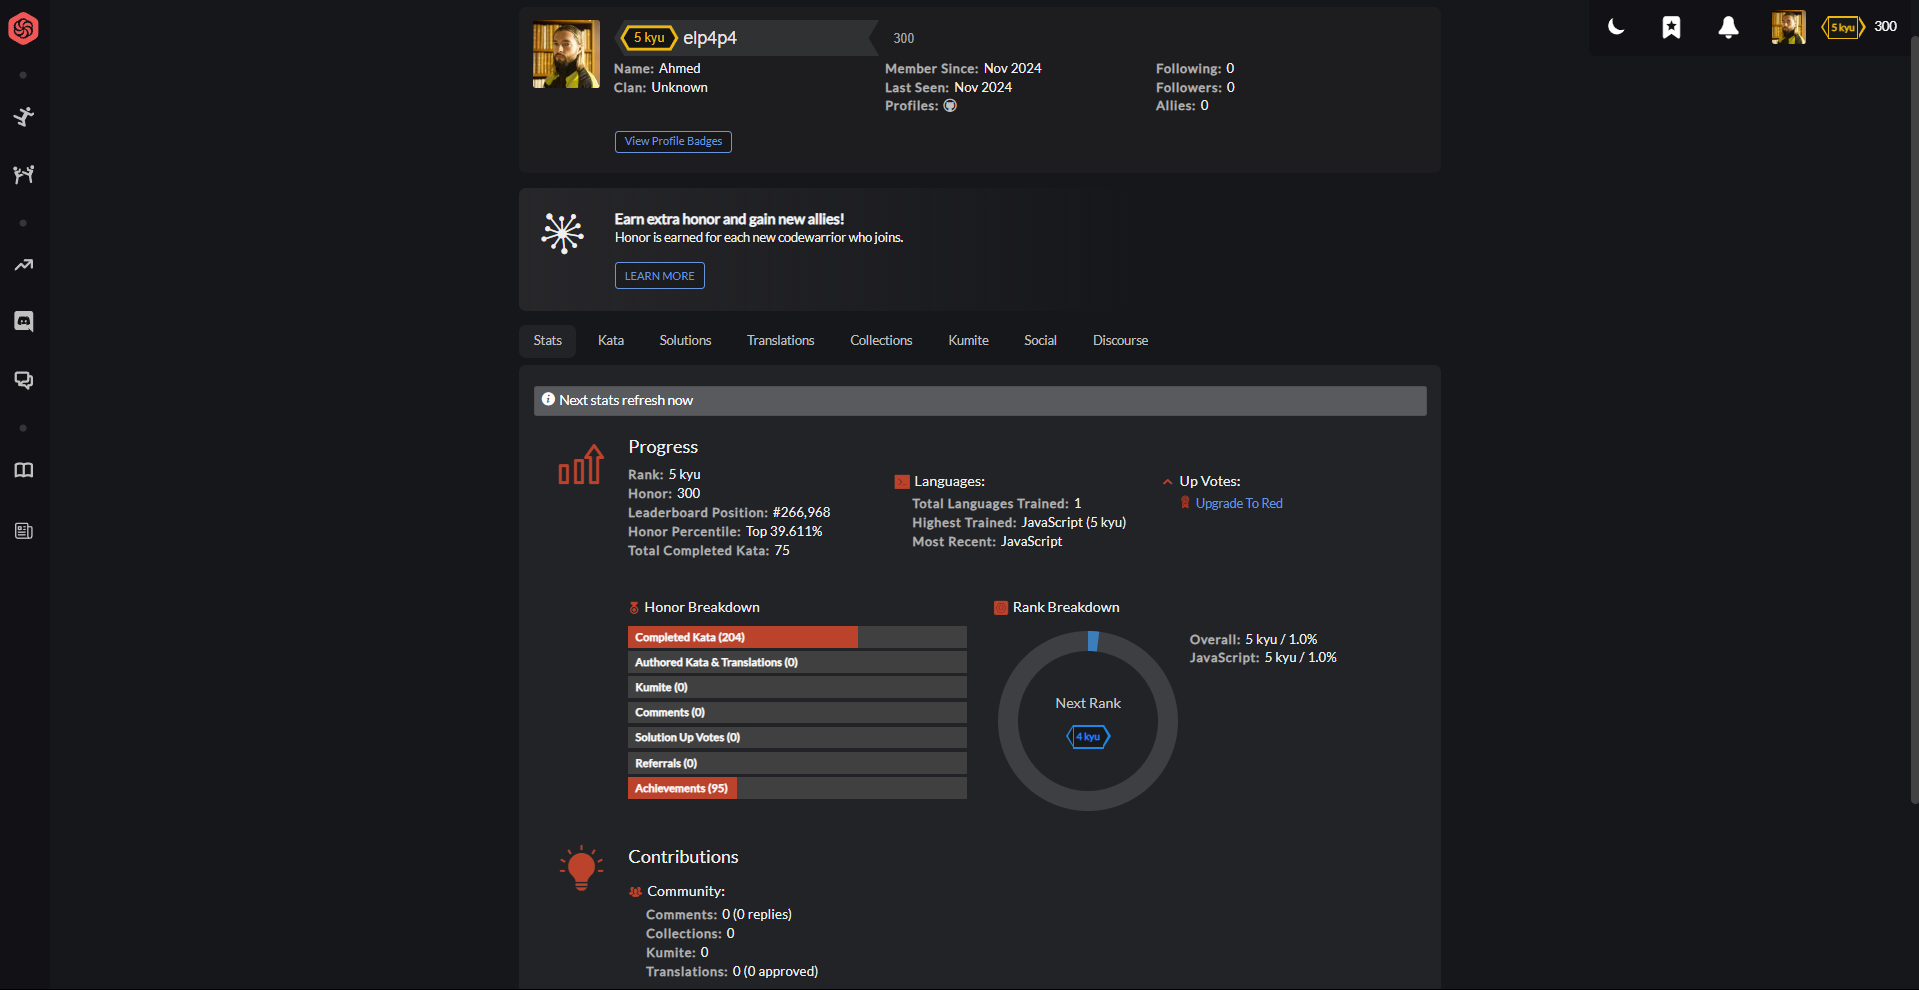 5 kyu elp4p4 300
5 kyu 300
Name: Ahmed
Clan: Unknown
Member Since: Nov 2024
Last Seen: Nov 2024
Profiles:
Following: 0
Followers: 0
Allies: 0
View Profile Badges
Earn extra honor and gain new allies!
Honor is earned for each new codewarrior who joins.
LEARN MORE
Stats Kata Solutions Translations Collections Kumite Social Discourse
Next stats refresh now
Progress
Rank: 5 kyu
Honor: 300
Leaderboard Position: #266,968
Honor Percentile: Top 39.611%
Total Completed Kata: 75
Languages:
Total Languages Trained: 1
Highest Trained: JavaScript (5 kyu)
Most Recent: JavaScript
Up Votes:
Upgrade To Red
Honor Breakdown
Completed Kata (204)
Authored Kata & Translations (0)
Kumite (0)
Comments (0)
Solution Up Votes (0)
Referrals (0)
Achievements (95)
Rank Breakdown
Next Rank
4 kyu
Overall: 5 kyu / 1.0%
JavaScript: 5 kyu / 1.0%
Contributions
Community:
Comments: 0 (0 replies)
Collections: 0
Kumite: 0
Translations: 0 (0 approved)